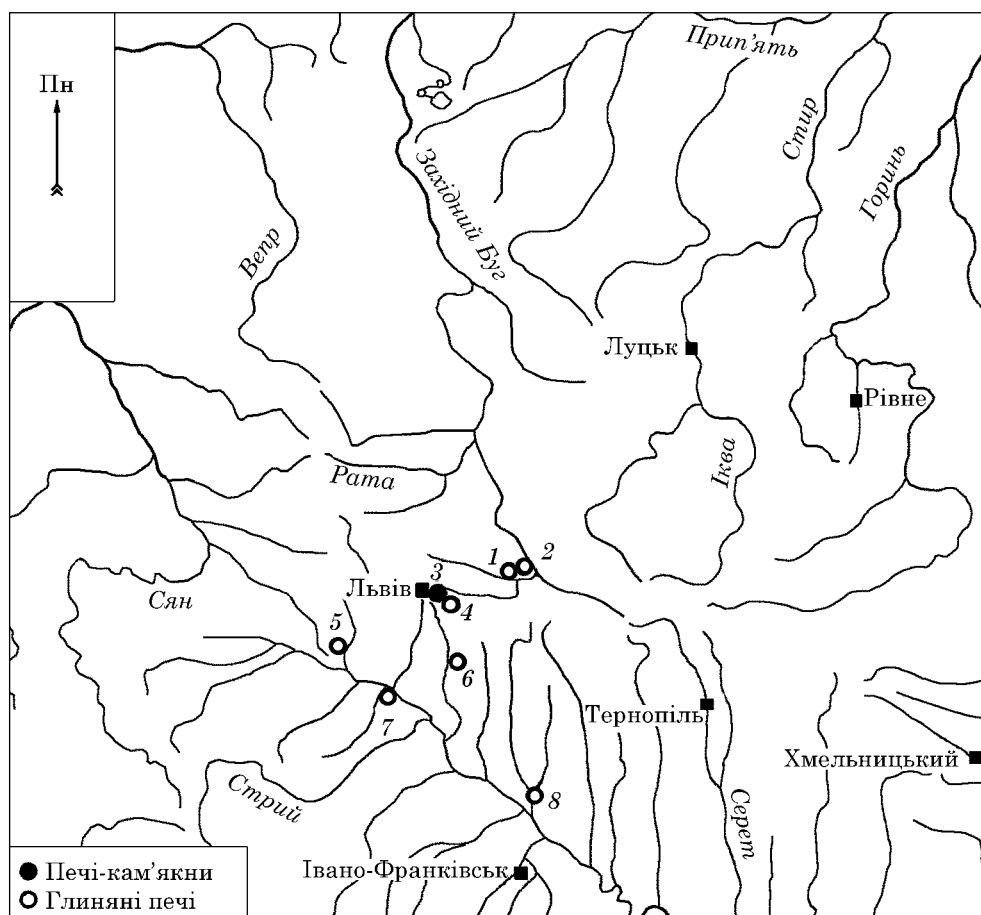 Прип'ять
Пн
Стир
Горинь
Західний Буг
Вепр
Луцьк
Рівне
Іква
Рата
1
2
Львів
3
4
Сян
5
6
7
Тернопіль
Хмельницький
Стрий
8
Серет
Івано-Франківськ
Печі-кам'якни
Глиняні печі